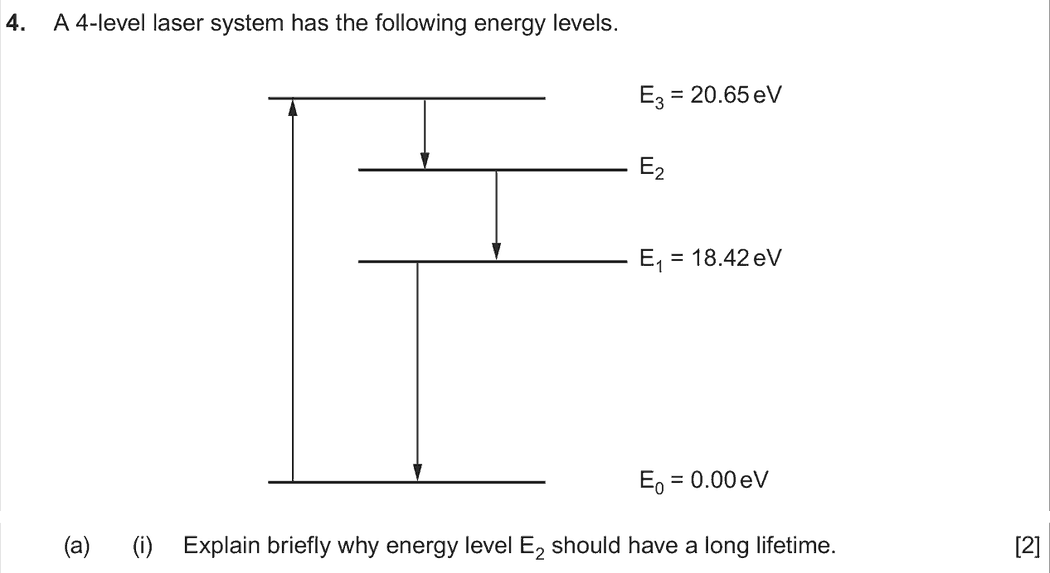 4. A 4-level laser system has the following energy levels.
E₃ = 20.65 eV
E₂
E₁ = 18.42 eV
E₀ = 0.00 eV
(a) (i) Explain briefly why energy level E₂ should have a long lifetime. [2]